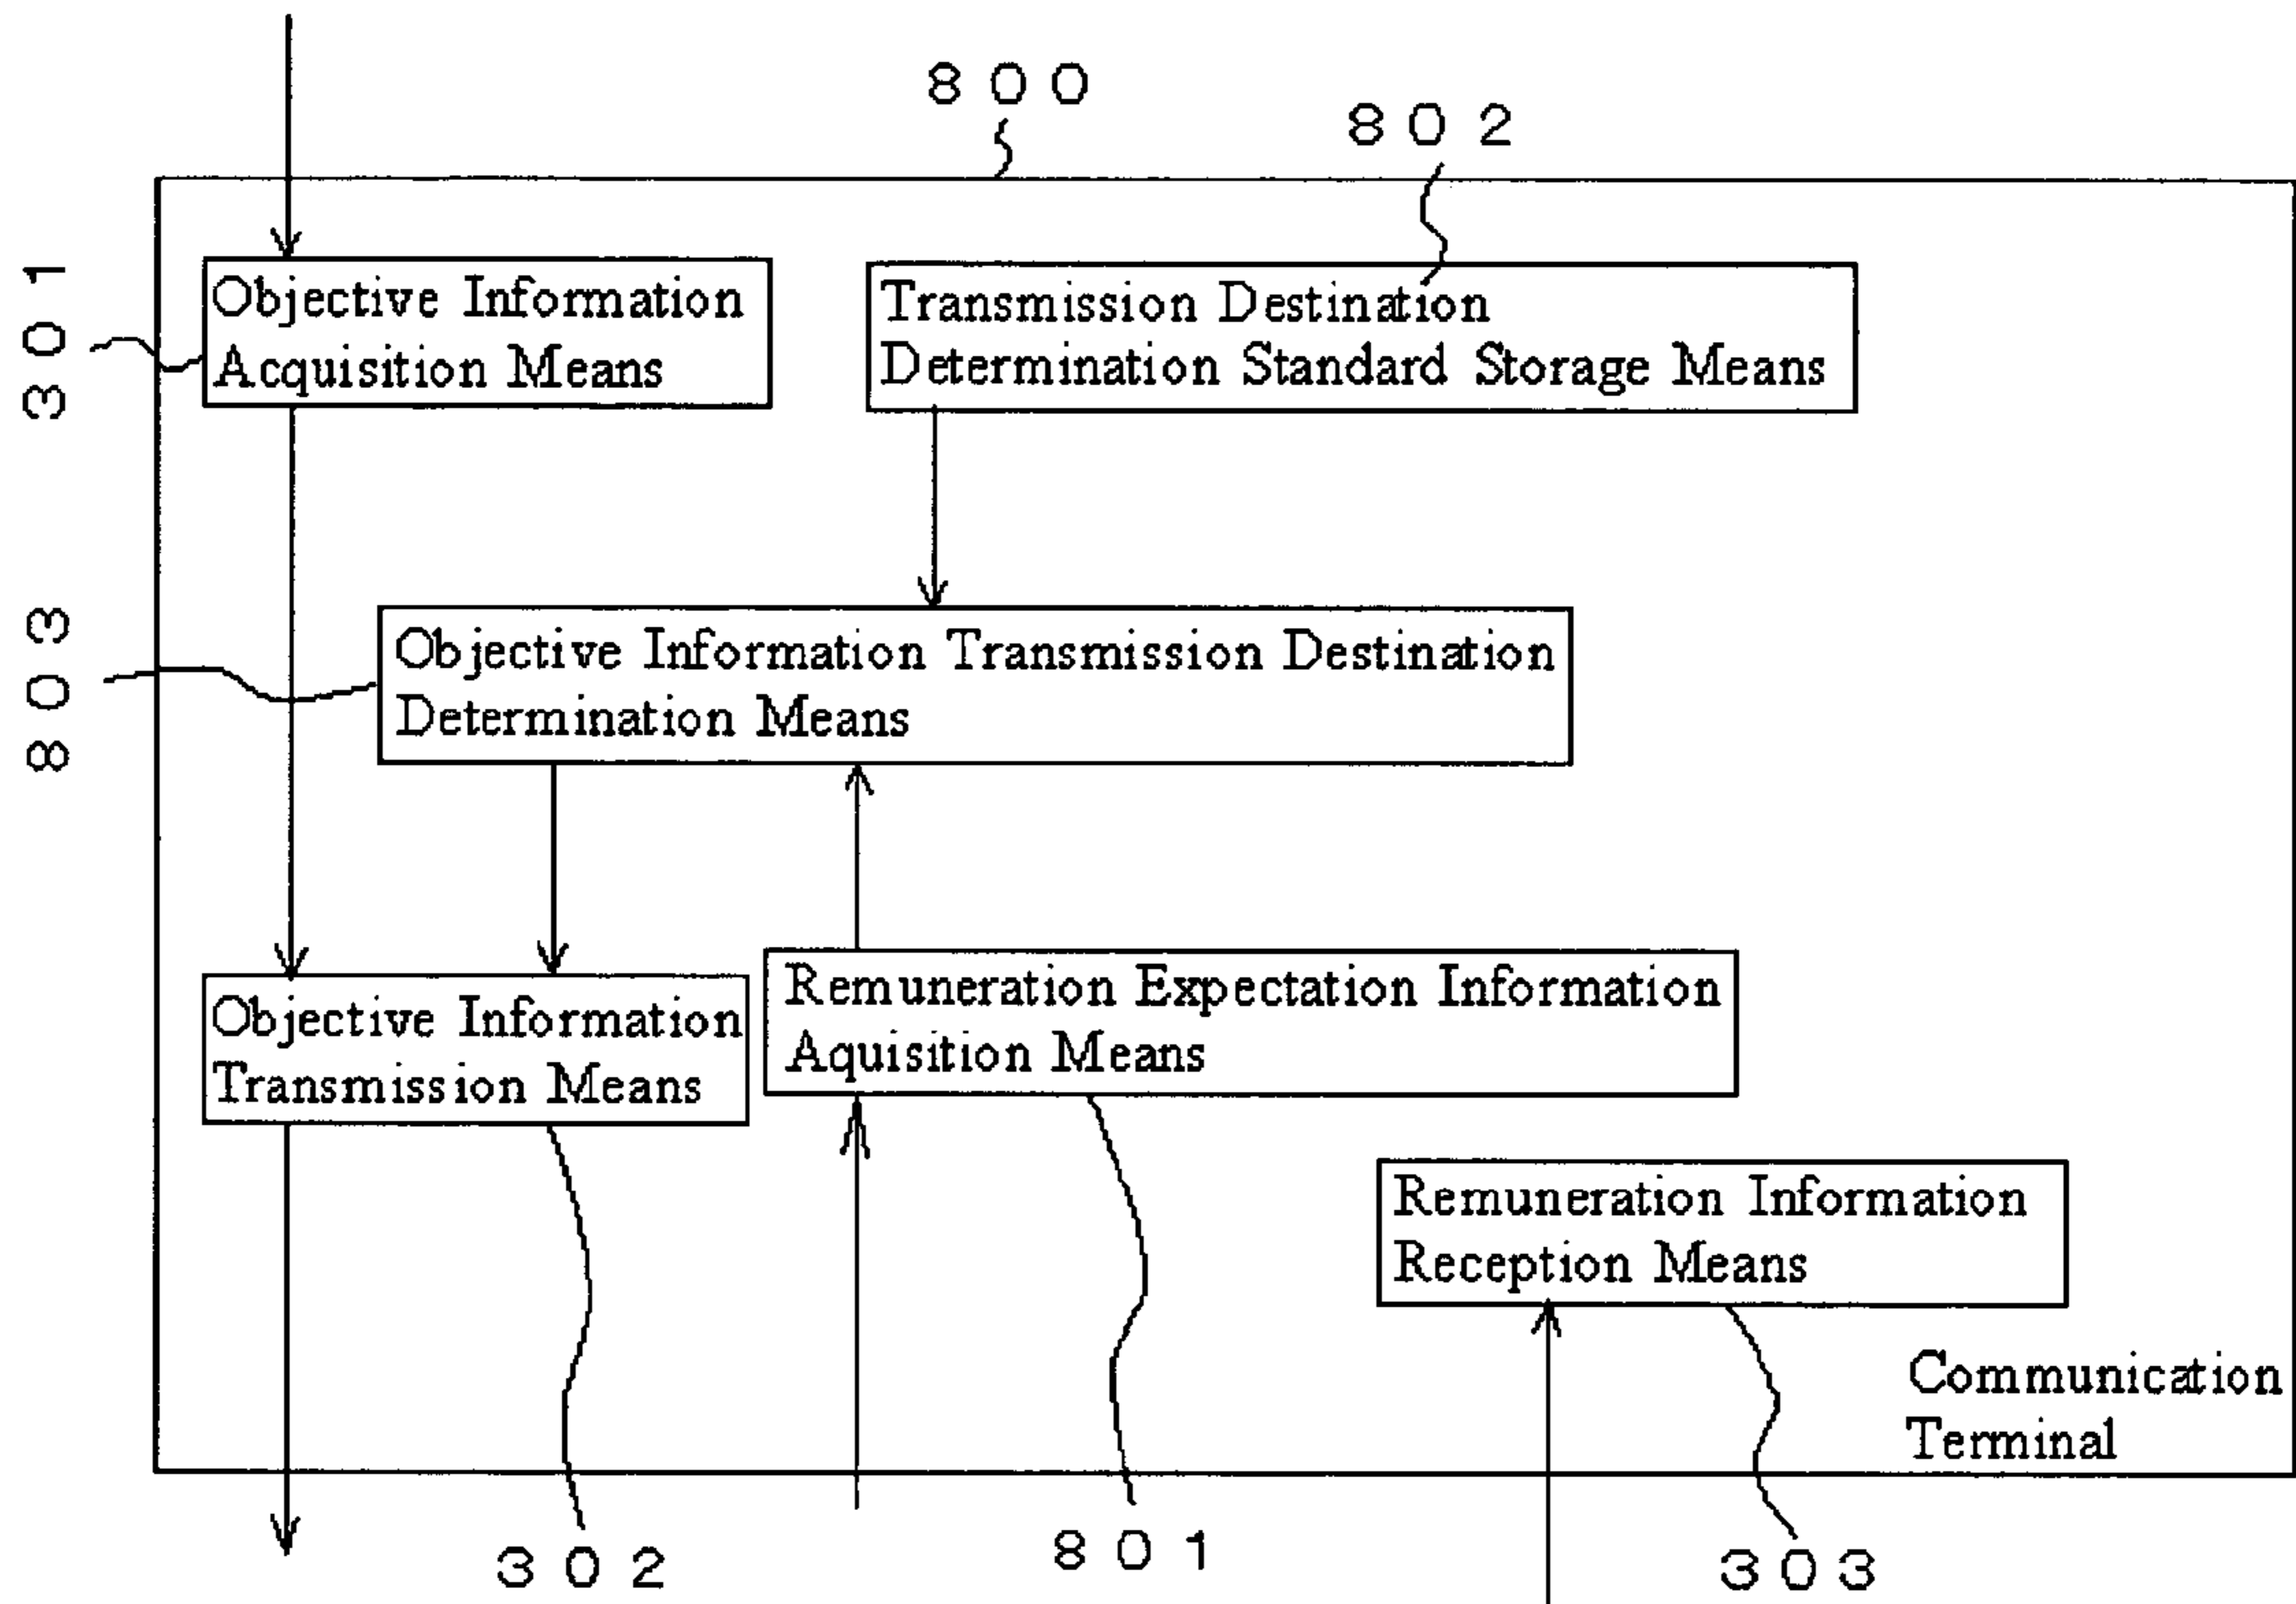 ８００
８０２
３０１
Objective Information
Acquisition Means
Transmission Destination
Determination Standard Storage Means
８０３
Objective Information Transmission Destination
Determination Means
Objective Information
Transmission Means
Remuneration Expectation Information
Aquisition Means
Remuneration Information
Reception Means
Communication
Terminal
３０２
８０１
３０３